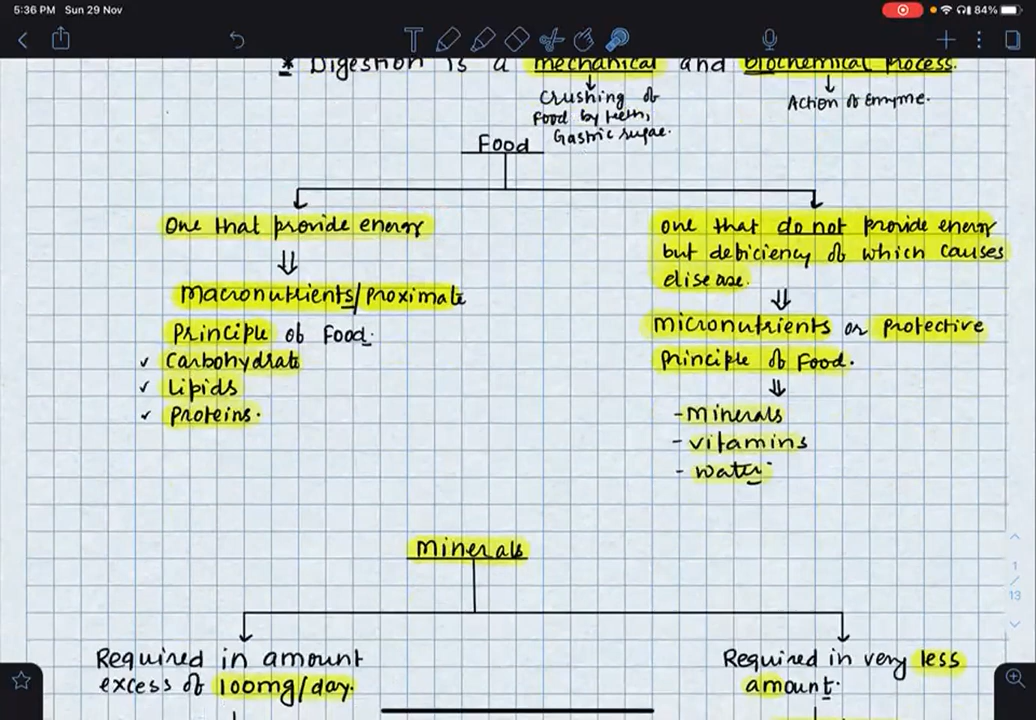 5:36 PM Sun 29 Nov
84%
* Digestion is a mechanical and biochemical process.
Crushing of
Food by teeth,
Gastric rugae.
Action of Enzyme.
Food
One that provide energy
Macronutrients/Proximate
Principle of Food.
✓ Carbohydrate
✓ Lipids
✓ Proteins.
one that do not provide energy
but deficiency of which causes
disease.
Micronutrients or protective
principle of Food.
- Minerals
- vitamins
- water
Minerals
Required in amount
excess of 100mg/day.
Required in very less
amount.
1
/
13